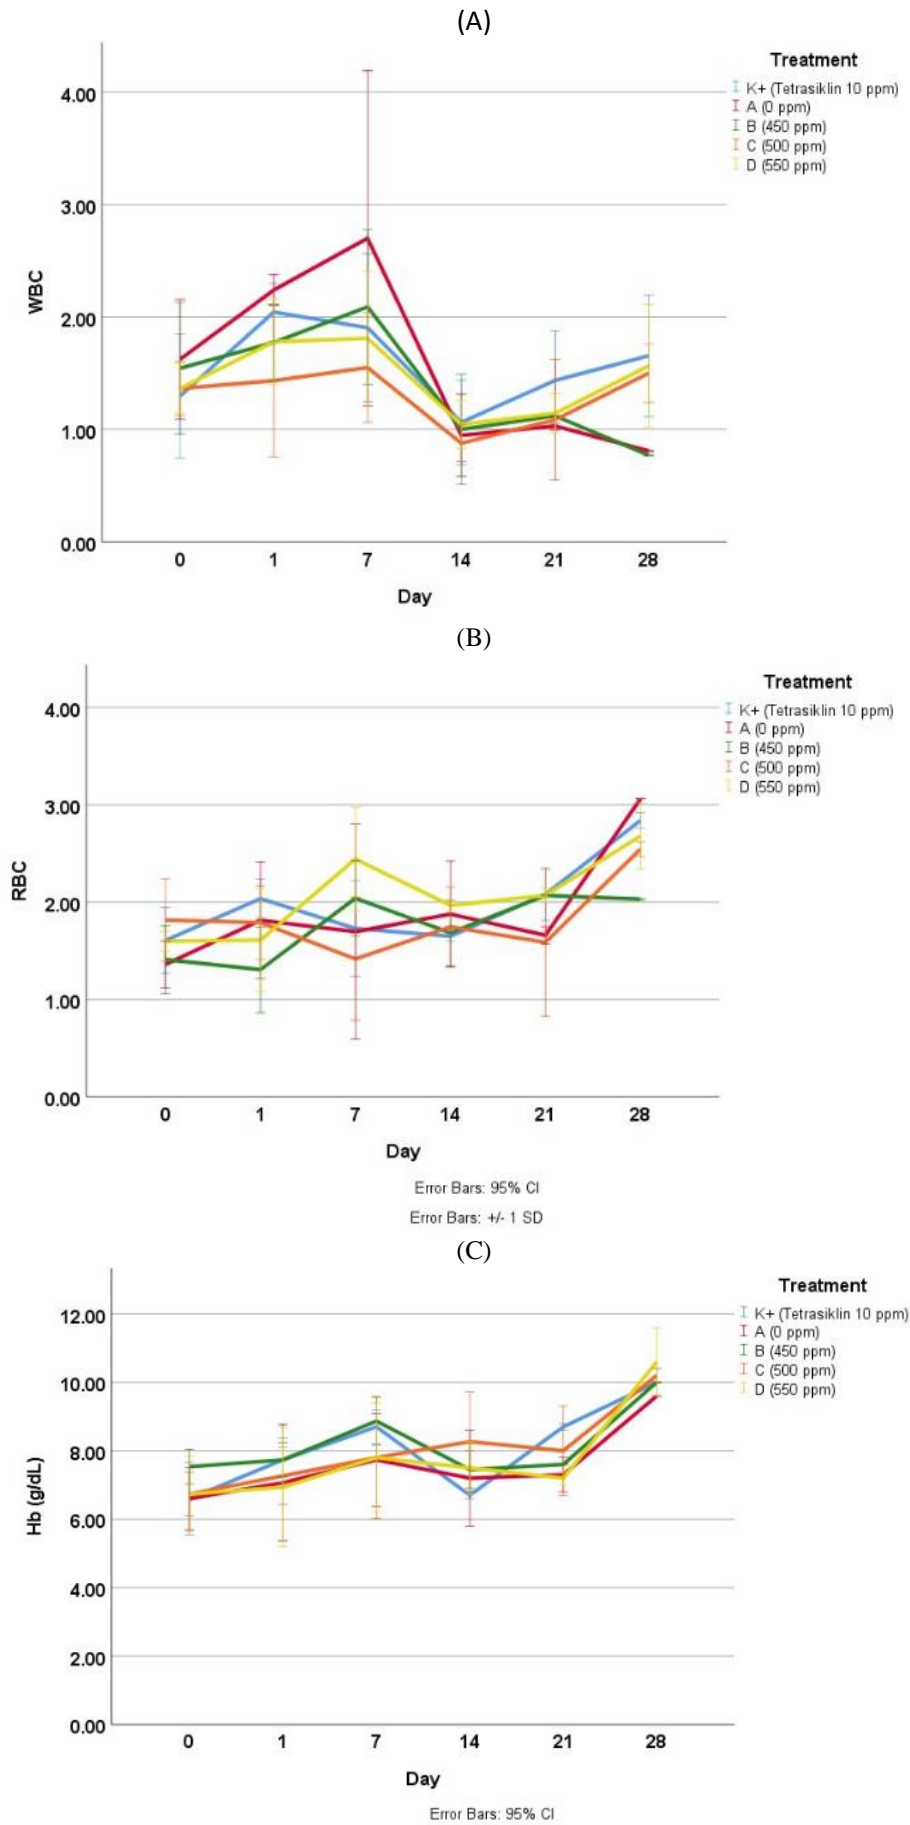 (A)
Treatment
K+ (Tetrasiklin 10 ppm)
A (0 ppm)
B (450 ppm)
C (500 ppm)
D (550 ppm)
WBC
4.00
3.00
2.00
1.00
0.00
0 1 7 14 21 28
Day
(B)
Treatment
K+ (Tetrasiklin 10 ppm)
A (0 ppm)
B (450 ppm)
C (500 ppm)
D (550 ppm)
RBC
4.00
3.00
2.00
1.00
0.00
0 1 7 14 21 28
Day
Error Bars: 95% CI
Error Bars: +/- 1 SD
(C)
Treatment
K+ (Tetrasiklin 10 ppm)
A (0 ppm)
B (450 ppm)
C (500 ppm)
D (550 ppm)
Hb (g/dL)
12.00
10.00
8.00
6.00
4.00
2.00
0.00
0 1 7 14 21 28
Day
Error Bars: 95% CI